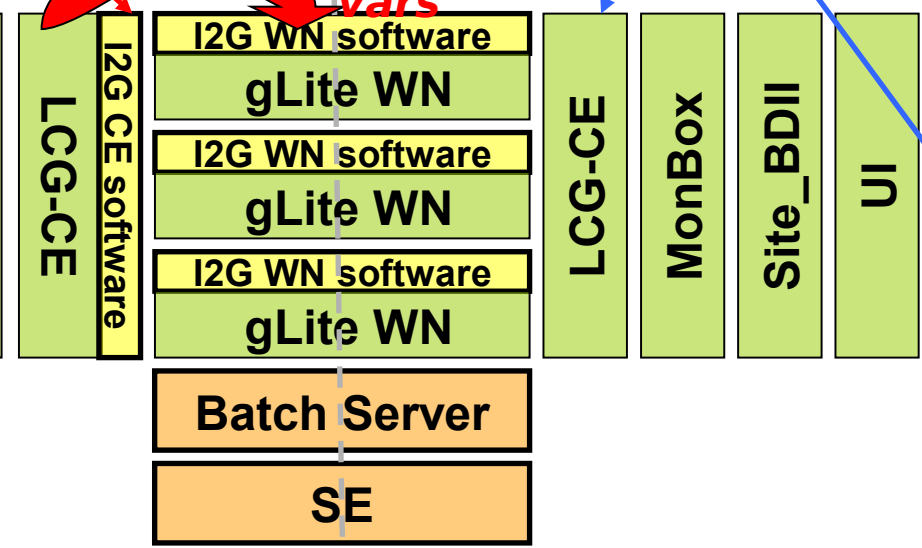 vars
LCG-CE
I2G CE software
I2G WN software
gLite WN
I2G WN software
gLite WN
I2G WN software
gLite WN
LCG-CE
MonBox
Site_BDII
UI
Batch Server
SE